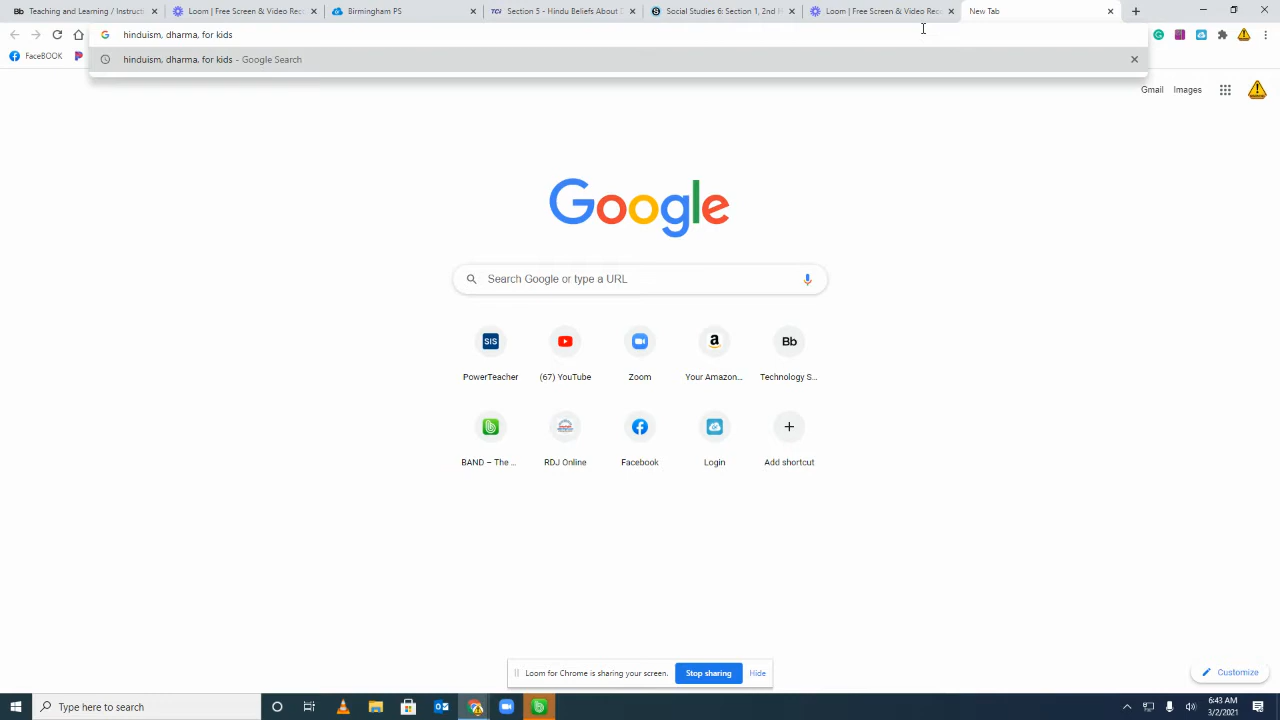 Bb Teaching and Learning / Instructi
Loom | Free Screen & Video Reco
Birmingham PS
TCi Section 5 - Hindu Beliefs About D
Social Studies 6: Section 1, 2nd H
Loom | Free Screen & Video Reco
New Tab
hinduism, dharma, for kids
FaceBOOK
hinduism, dharma, for kids - Google Search
Gmail Images
Google
Search Google or type a URL
SIS
a
Bb
PowerTeacher
(67) YouTube
Zoom
Your Amazon...
Technology S...
BAND – The ...
RDJ Online
Facebook
Login
Add shortcut
Loom for Chrome is sharing your screen. Stop sharing Hide
Customize
Type here to search
6:43 AM
3/2/2021